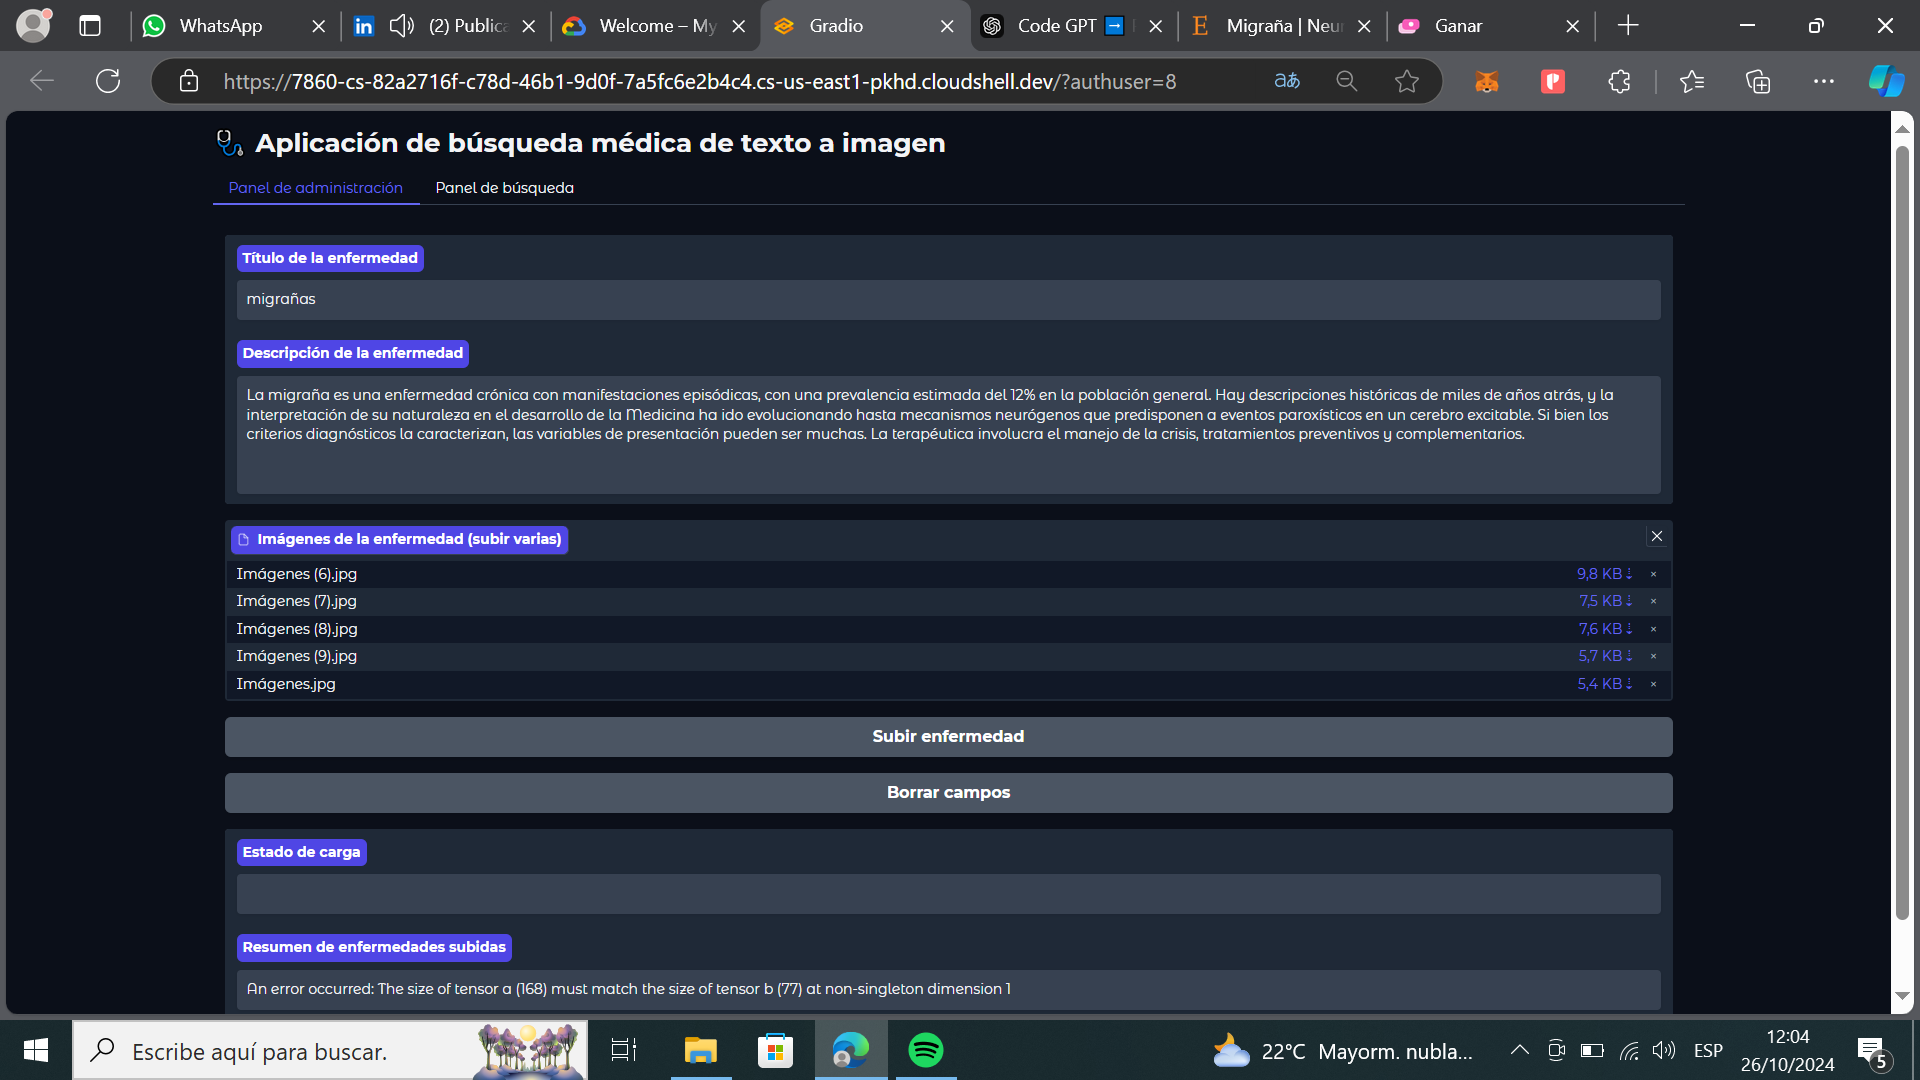 WhatsApp
(2) Publica
Welcome – My
Gradio
Code GPT
Migraña | Neur
Ganar
https://7860-cs-82a2716f-c78d-46b1-9d0f-7a5fc6e2b4c4.cs-us-east1-pkhd.cloudshell.dev/?authuser=8
Aplicación de búsqueda médica de texto a imagen
Panel de administración
Panel de búsqueda
Título de la enfermedad
migrañas
Descripción de la enfermedad
La migraña es una enfermedad crónica con manifestaciones episódicas, con una prevalencia estimada del 12% en la población general. Hay descripciones históricas de miles de años atrás, y la
interpretación de su naturaleza en el desarrollo de la Medicina ha ido evolucionando hasta mecanismos neurógenos que predisponen a eventos paroxísticos en un cerebro excitable. Si bien los
criterios diagnósticos la caracterizan, las variables de presentación pueden ser muchas. La terapéutica involucra el manejo de la crisis, tratamientos preventivos y complementarios.
Imágenes de la enfermedad (subir varias)
Imágenes (6).jpg 9,8 KB
Imágenes (7).jpg 7,5 KB
Imágenes (8).jpg 7,6 KB
Imágenes (9).jpg 5,7 KB
Imágenes.jpg 5,4 KB
Subir enfermedad
Borrar campos
Estado de carga
Resumen de enfermedades subidas
An error occurred: The size of tensor a (168) must match the size of tensor b (77) at non-singleton dimension 1
Escribe aquí para buscar.
22°C Mayorm. nubla...
ESP
12:04
26/10/2024
5